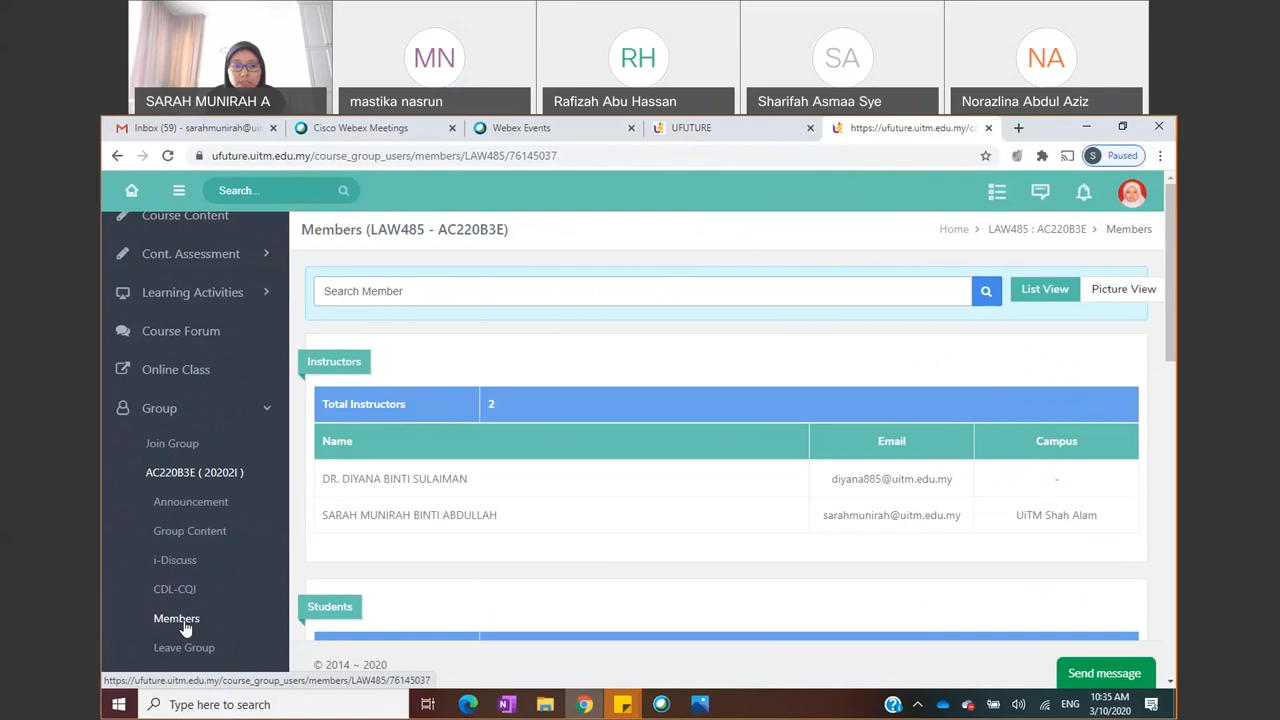 MN
RH
SA
NA
SARAH MUNIRAH A
mastika nasrun
Rafizah Abu Hassan
Sharifah Asmaa Sye
Norazlina Abdul Aziz
Inbox (59) - sarahmunirah@ui
Cisco Webex Meetings
Webex Events
UFUTURE
https://ufuture.uitm.edu.my/co
ufuture.uitm.edu.my/course_group_users/members/LAW485/76145037
S Paused
Search...
Course Content
Members (LAW485 - AC220B3E)
Home > LAW485 : AC220B3E > Members
Cont. Assessment
Learning Activities
Search Member
List View
Picture View
Course Forum
Instructors
Online Class
Total Instructors 2
Group
Name Email Campus
Join Group
AC220B3E ( 20202I )
DR. DIYANA BINTI SULAIMAN diyana885@uitm.edu.my -
Announcement
SARAH MUNIRAH BINTI ABDULLAH sarahmunirah@uitm.edu.my UiTM Shah Alam
Group Content
i-Discuss
CDL-CQI
Students
Members
Leave Group
© 2014 ~ 2020
Send message
https://ufuture.uitm.edu.my/course_group_users/members/LAW485/76145037
Type here to search
ENG
10:35 AM
3/10/2020